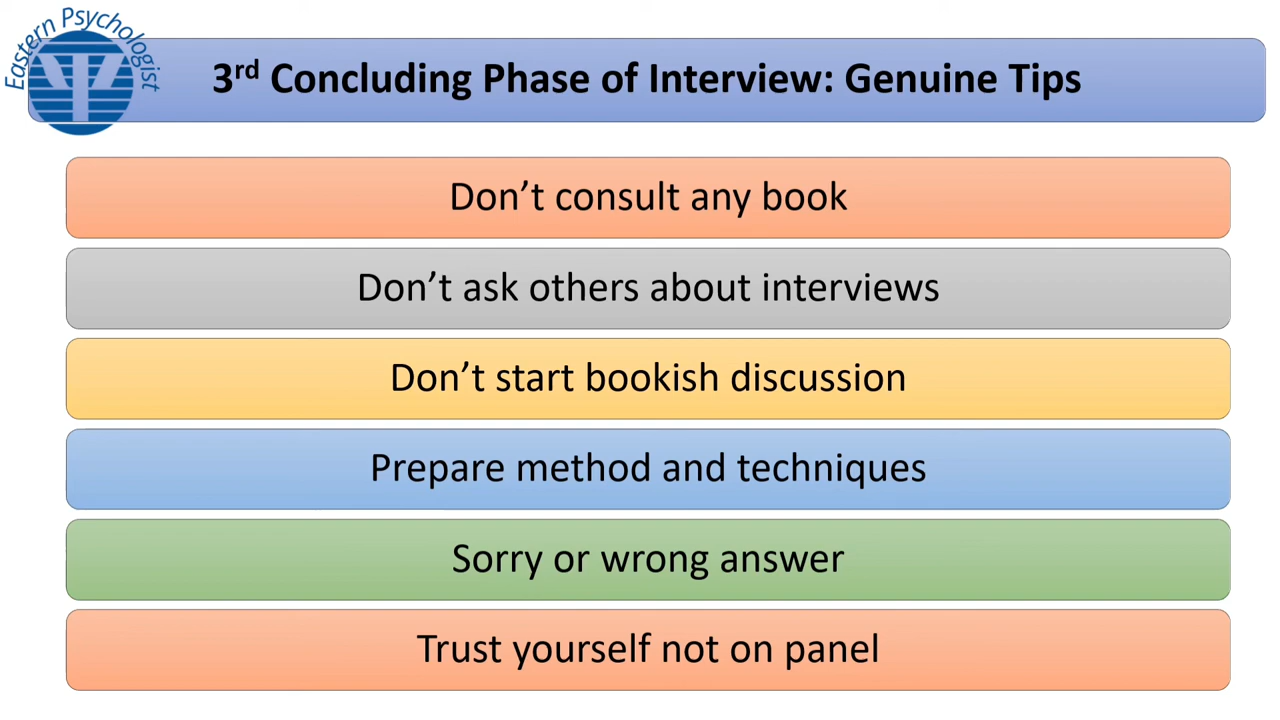 Eastern Psychologist
3rd Concluding Phase of Interview: Genuine Tips
Don’t consult any book
Don’t ask others about interviews
Don’t start bookish discussion
Prepare method and techniques
Sorry or wrong answer
Trust yourself not on panel